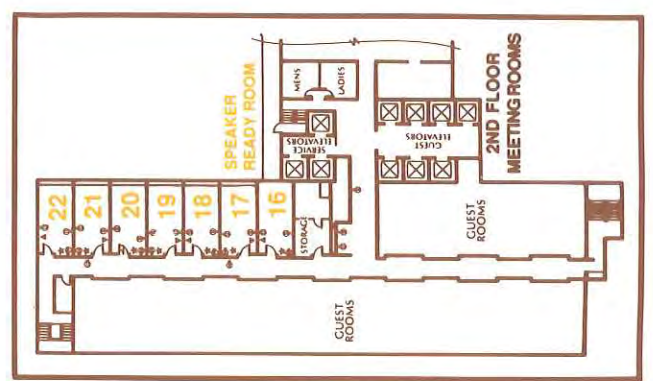 2ND FLOOR
MEETING ROOMS
SPEAKER
READY ROOM
MENS
LADIES
SERVICE
ELEVATORS
GUEST
ELEVATORS
22
21
20
19
18
17
16
STORAGE
GUEST
ROOMS
GUEST
ROOMS